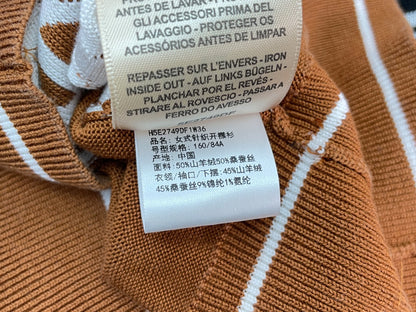 ANTES DE LAVAR -
GLI ACCESSORI PRIMA DEL
LAVAGGIO - PROTEGER OS
ACESSÓRIOS ANTES DE LIMPAR
REPASSER SUR L'ENVERS - IRON
INSIDE OUT - AUF LINKS BÜGELN -
PLANCHAR POR EL REVÉS -
STIRARE AL ROVESCIO - PASSAR A
FERRO DO AVESSO
H5E2749DF1W36
品名: 女式针织开襟衫
号型规格: 160/84A
产地: 中国
面料: 50%山羊绒50%桑蚕丝
衣领/袖口/下摆: 45%山羊绒
45%桑蚕丝9%锦纶1%氨纶